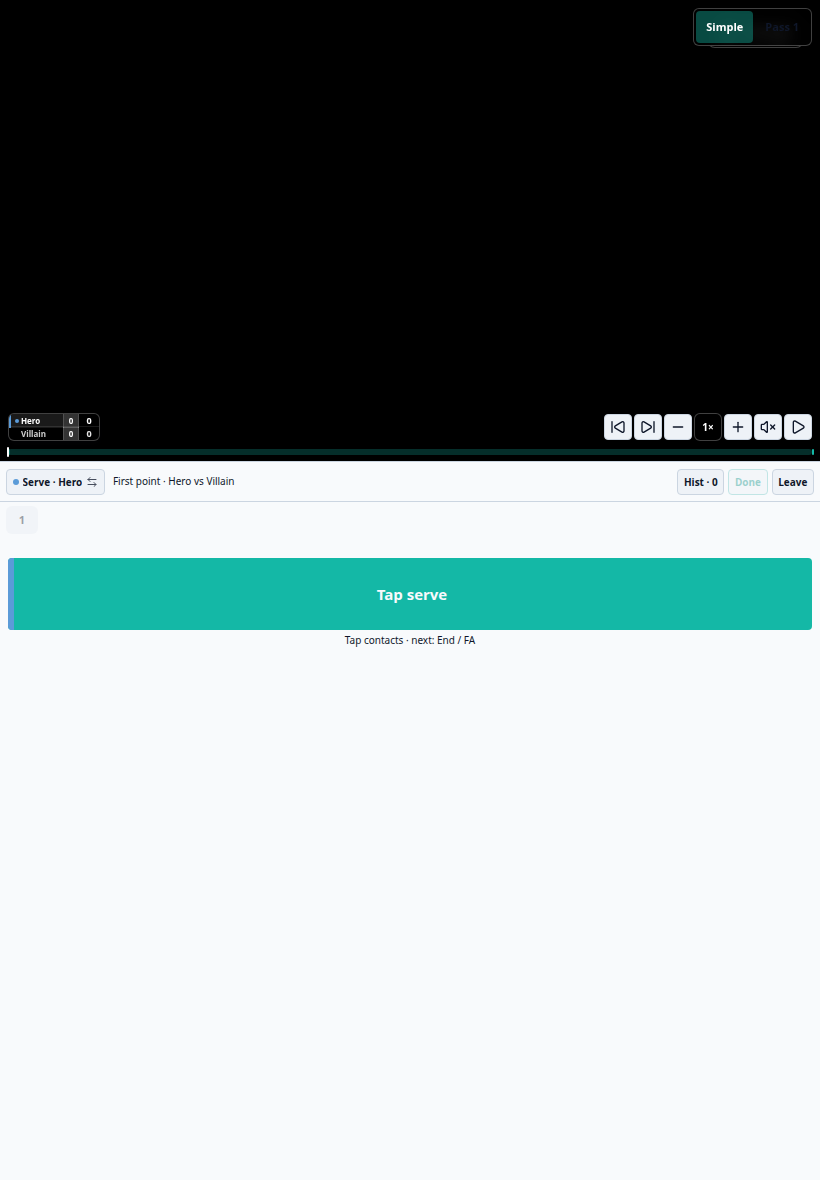 Simple Pass 1
Hero 0 0
Villain 0 0
1×
Serve · Hero First point · Hero vs Villain Hist · 0 Done Leave
1
Tap serve
Tap contacts · next: End / FA